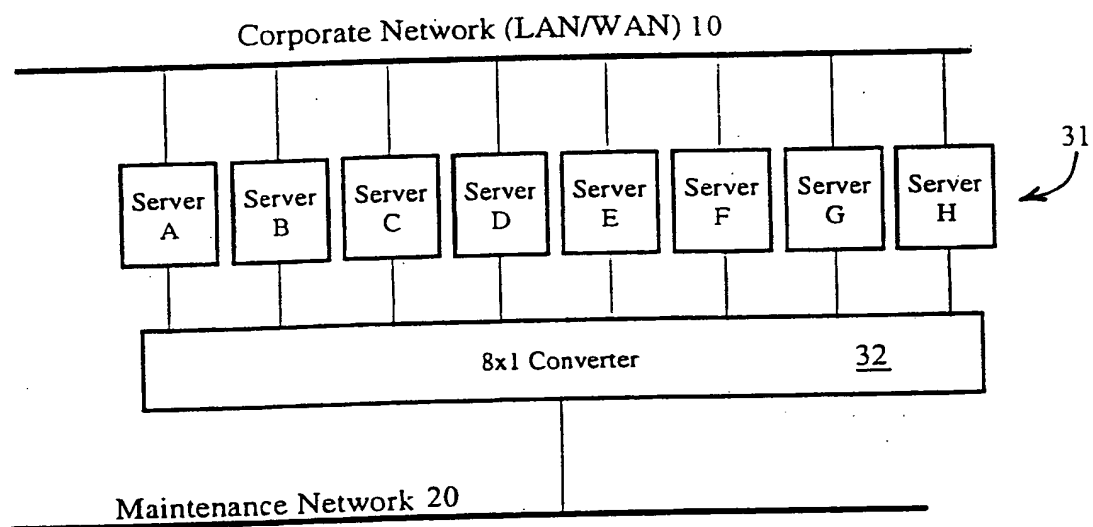 Corporate Network (LAN/WAN) 10
31
Server
A
Server
B
Server
C
Server
D
Server
E
Server
F
Server
G
Server
H
8x1 Converter
32
Maintenance Network 20